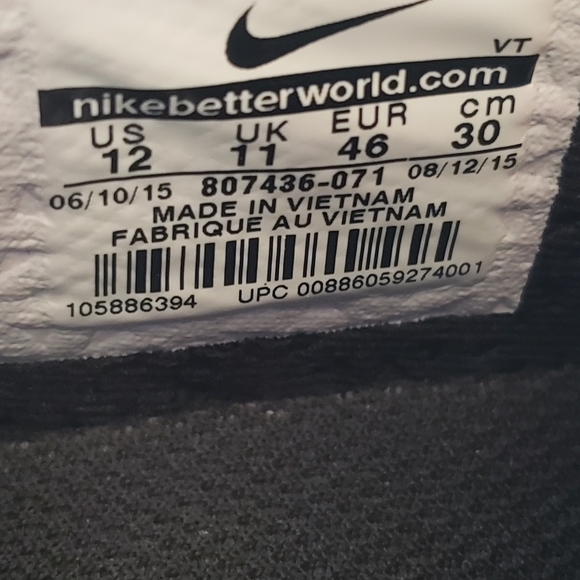 VT
nikebetterworld.com
US UK EUR cm
12 11 46 30
06/10/15 807436-071 08/12/15
MADE IN VIETNAM
FABRIQUE AU VIETNAM
105886394 UPC 00886059274001